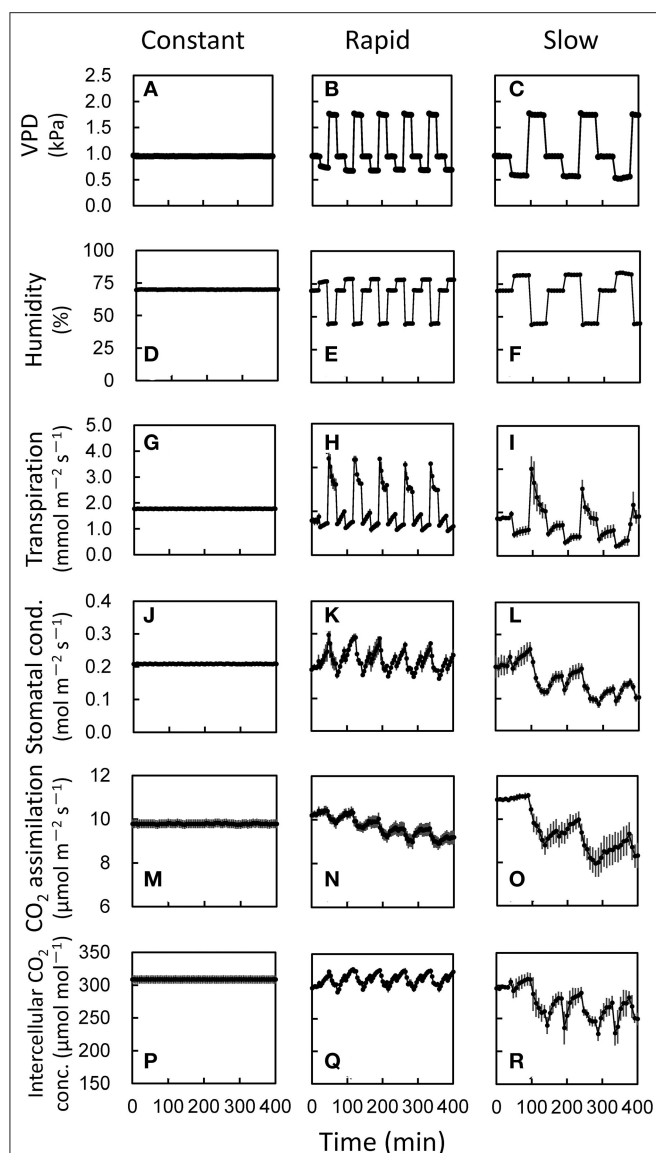 Constant Rapid Slow
VPD
(kPa)
2.5
2.0
1.5
1.0
0.5
0.0
A B C
Humidity
(%)
100
75
50
25
0
D E F
Transpiration
(mmol m−2 s−1)
5.0
4.0
3.0
2.0
1.0
0.0
G H I
Stomatal cond.
(mol m−2 s−1)
0.4
0.3
0.2
0.1
0.0
J K L
CO2 assimilation
(µmol m−2 s−1)
12
10
8
6
M N O
Intercellular CO2
conc. (µmol mol−1)
350
300
250
200
150
P Q R
0 100 200 300 400 0 100 200 300 400 0 100 200 300 400
Time (min)